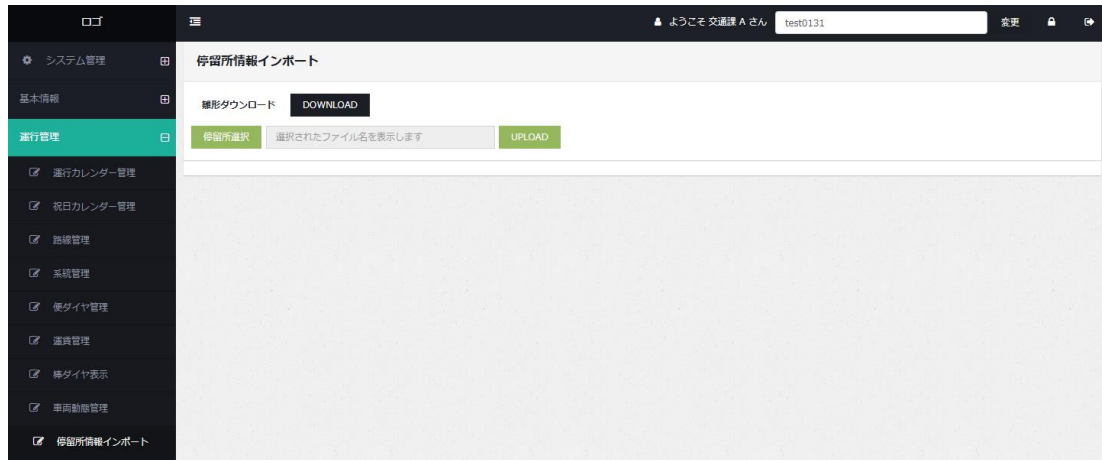 ロゴ
ようこそ 交通課 A さん test0131 変更
システム管理
停留所情報インポート
基本情報
雛形ダウンロード DOWNLOAD
運行管理
停留所選択 選択されたファイル名を表示します UPLOAD
運行カレンダー管理
祝日カレンダー管理
路線管理
系統管理
便ダイヤ管理
運賃管理
棒ダイヤ表示
車両動態管理
停留所情報インポート